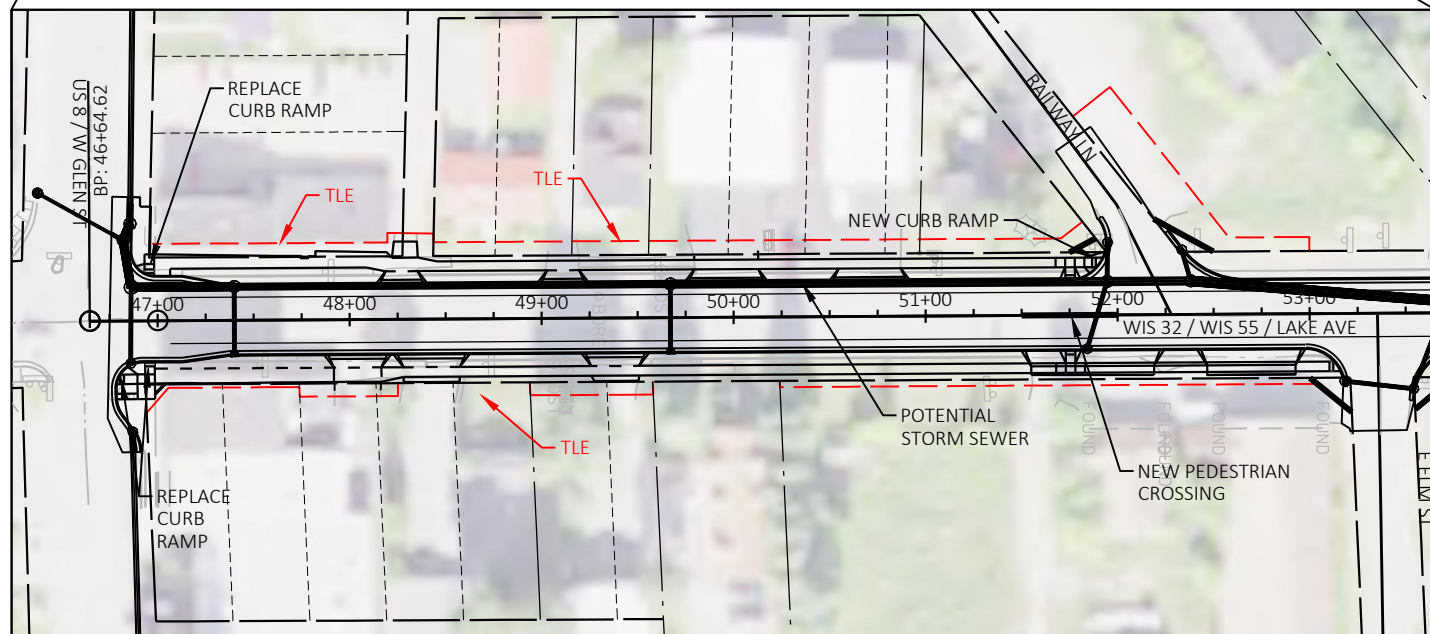 REPLACE
CURB RAMP
US 8 / W GLEN ST
BP: 46+64.62
TLE
TLE
RAILWAY LN
NEW CURB RAMP
47+00
48+00
49+00
50+00
51+00
52+00
53+00
WIS 32 / WIS 55 / LAKE AVE
POTENTIAL
STORM SEWER
TLE
NEW PEDESTRIAN
CROSSING
REPLACE
CURB
RAMP
FOUND
FOUND
FOUND
ELM ST